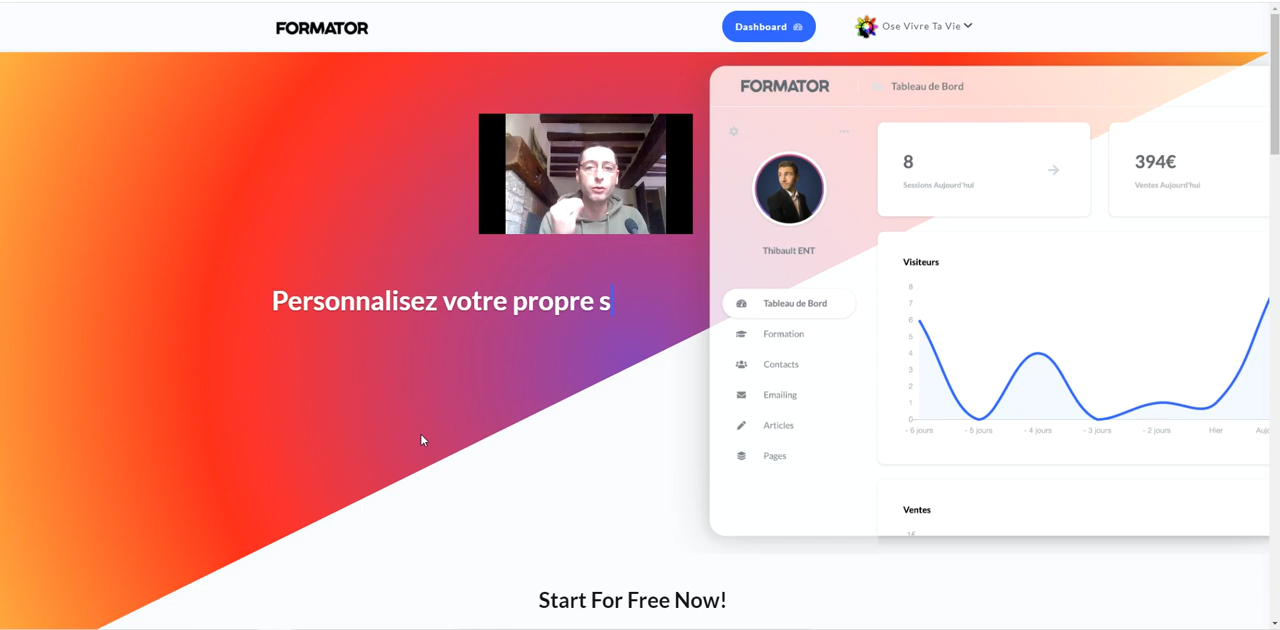 FORMATOR
Dashboard
Ose Vivre Ta Vie
FORMATOR
Tableau de Bord
8
Sessions Aujourd'hui
394€
Ventes Aujourd'hui
Thibault ENT
Personnalisez votre propre s
Tableau de Bord
Formation
Contacts
Emailing
Articles
Pages
Visiteurs
8
7
6
5
4
3
2
1
0
- 6 jours
- 5 jours
- 4 jours
- 3 jours
- 2 jours
Hier
Ventes
Start For Free Now!